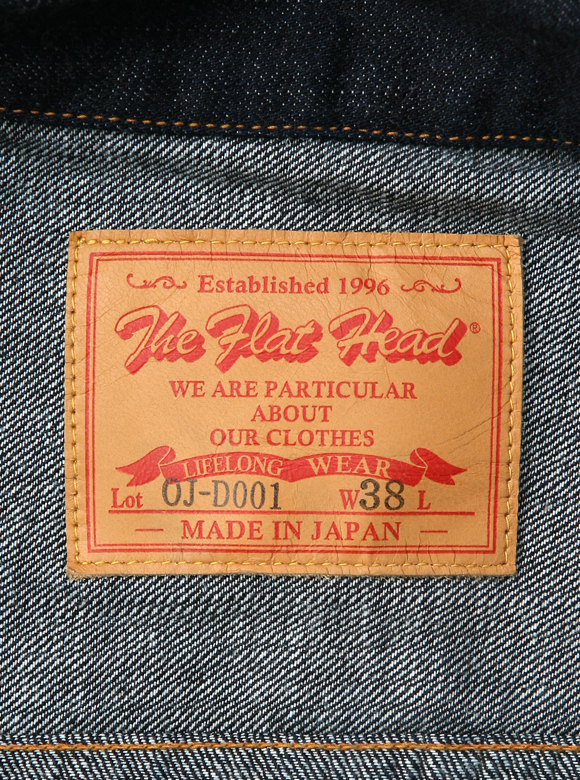 Established 1996
The Flat Head®
WE ARE PARTICULAR
ABOUT
OUR CLOTHES
LIFELONG WEAR
Lot OJ-D001 W38 L
— MADE IN JAPAN —